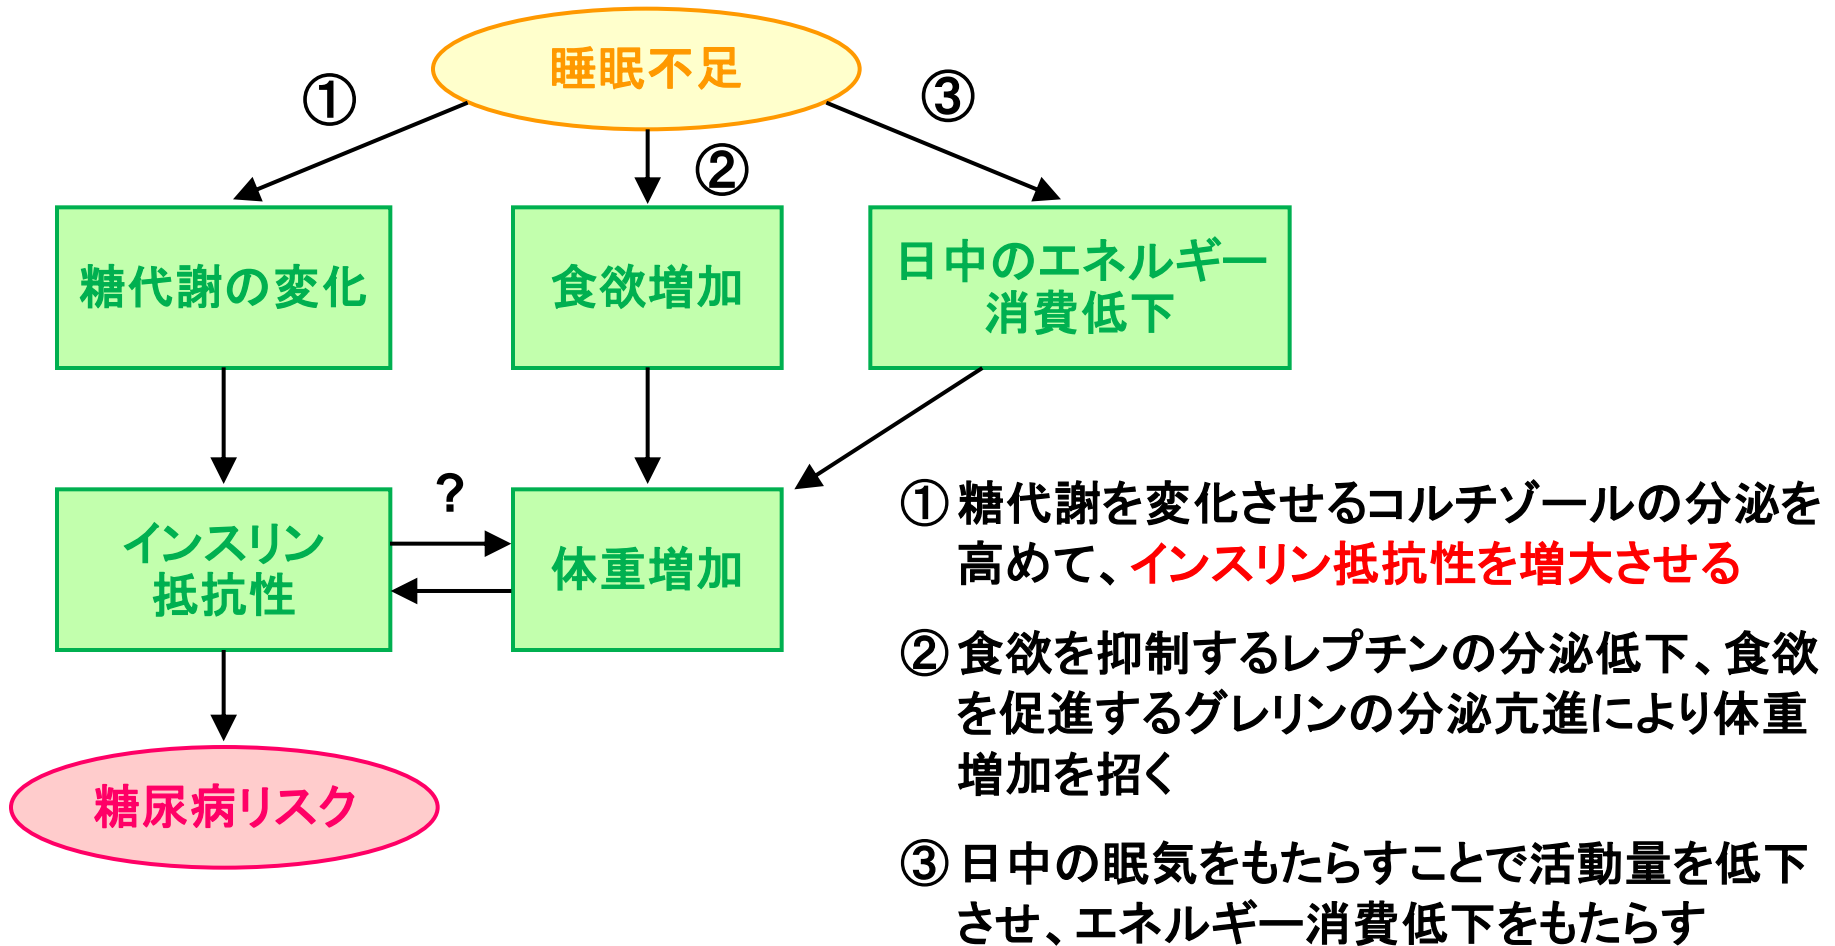 睡眠不足
①
②
③
糖代謝の変化
食欲増加
日中のエネルギー
消費低下
?
インスリン
抵抗性
体重増加
糖尿病リスク
① 糖代謝を変化させるコルチゾールの分泌を
高めて、インスリン抵抗性を増大させる
② 食欲を抑制するレプチンの分泌低下、食欲
を促進するグレリンの分泌亢進により体重
増加を招く
③ 日中の眠気をもたらすことで活動量を低下
させ、エネルギー消費低下をもたらす